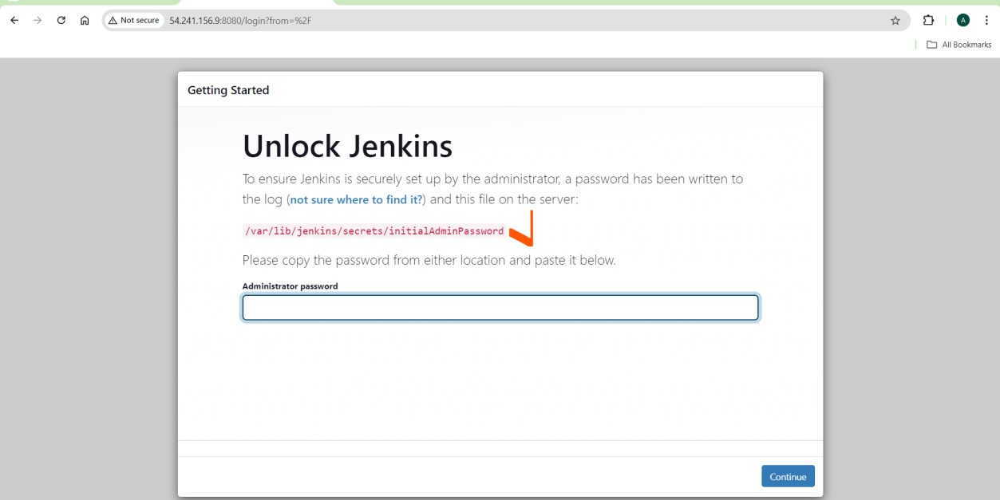 Not secure 54.241.156.9:8080/login?from=%2F A
All Bookmarks
Getting Started
Unlock Jenkins
To ensure Jenkins is securely set up by the administrator, a password has been written to
the log (not sure where to find it?) and this file on the server:
/var/lib/jenkins/secrets/initialAdminPassword
Please copy the password from either location and paste it below.
Administrator password
Continue